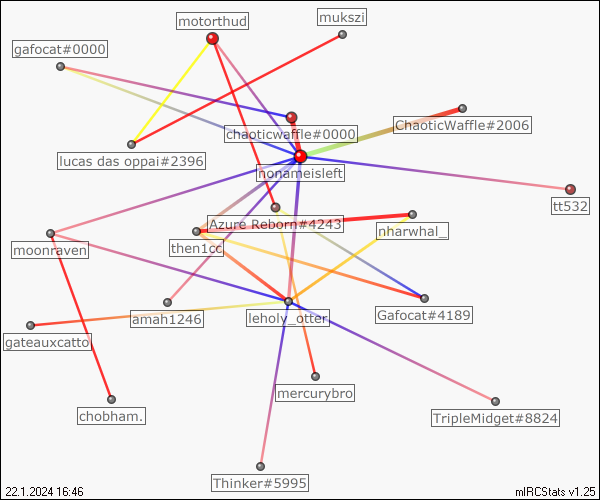 motorthud
mukszi
gafocat#0000
ChaoticWaffle#2006
chaoticwaffle#0000
lucas das oppai#2396
nonameisleft
tt532
Azure Reborn#4243
nharwhal_
then1cc
moonraven
amah1246
leholy_otter
Gafocat#4189
gateauxcatto
mercurybro
chobham.
TripleMidget#8824
Thinker#5995
22.1.2024 16:46
mIRCStats v1.25